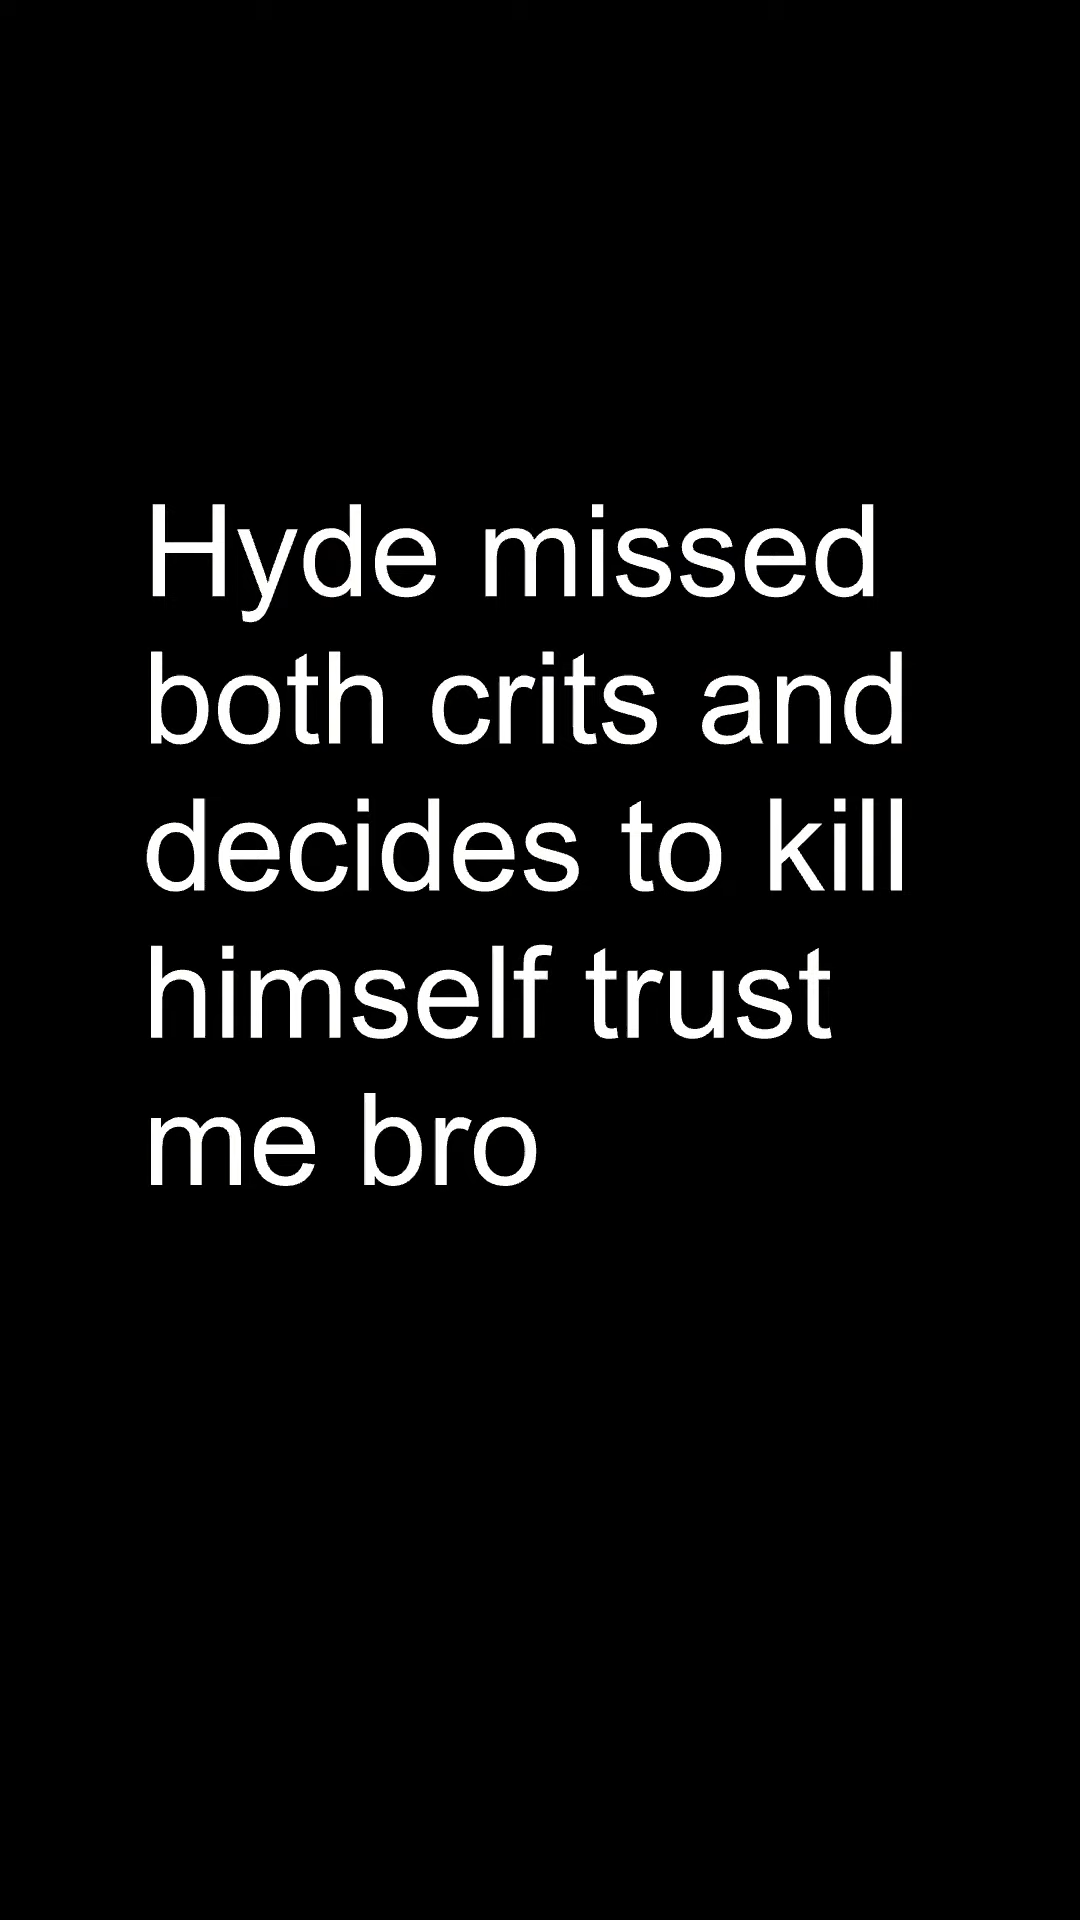 Hyde missed
both crits and
decides to kill
himself trust
me bro